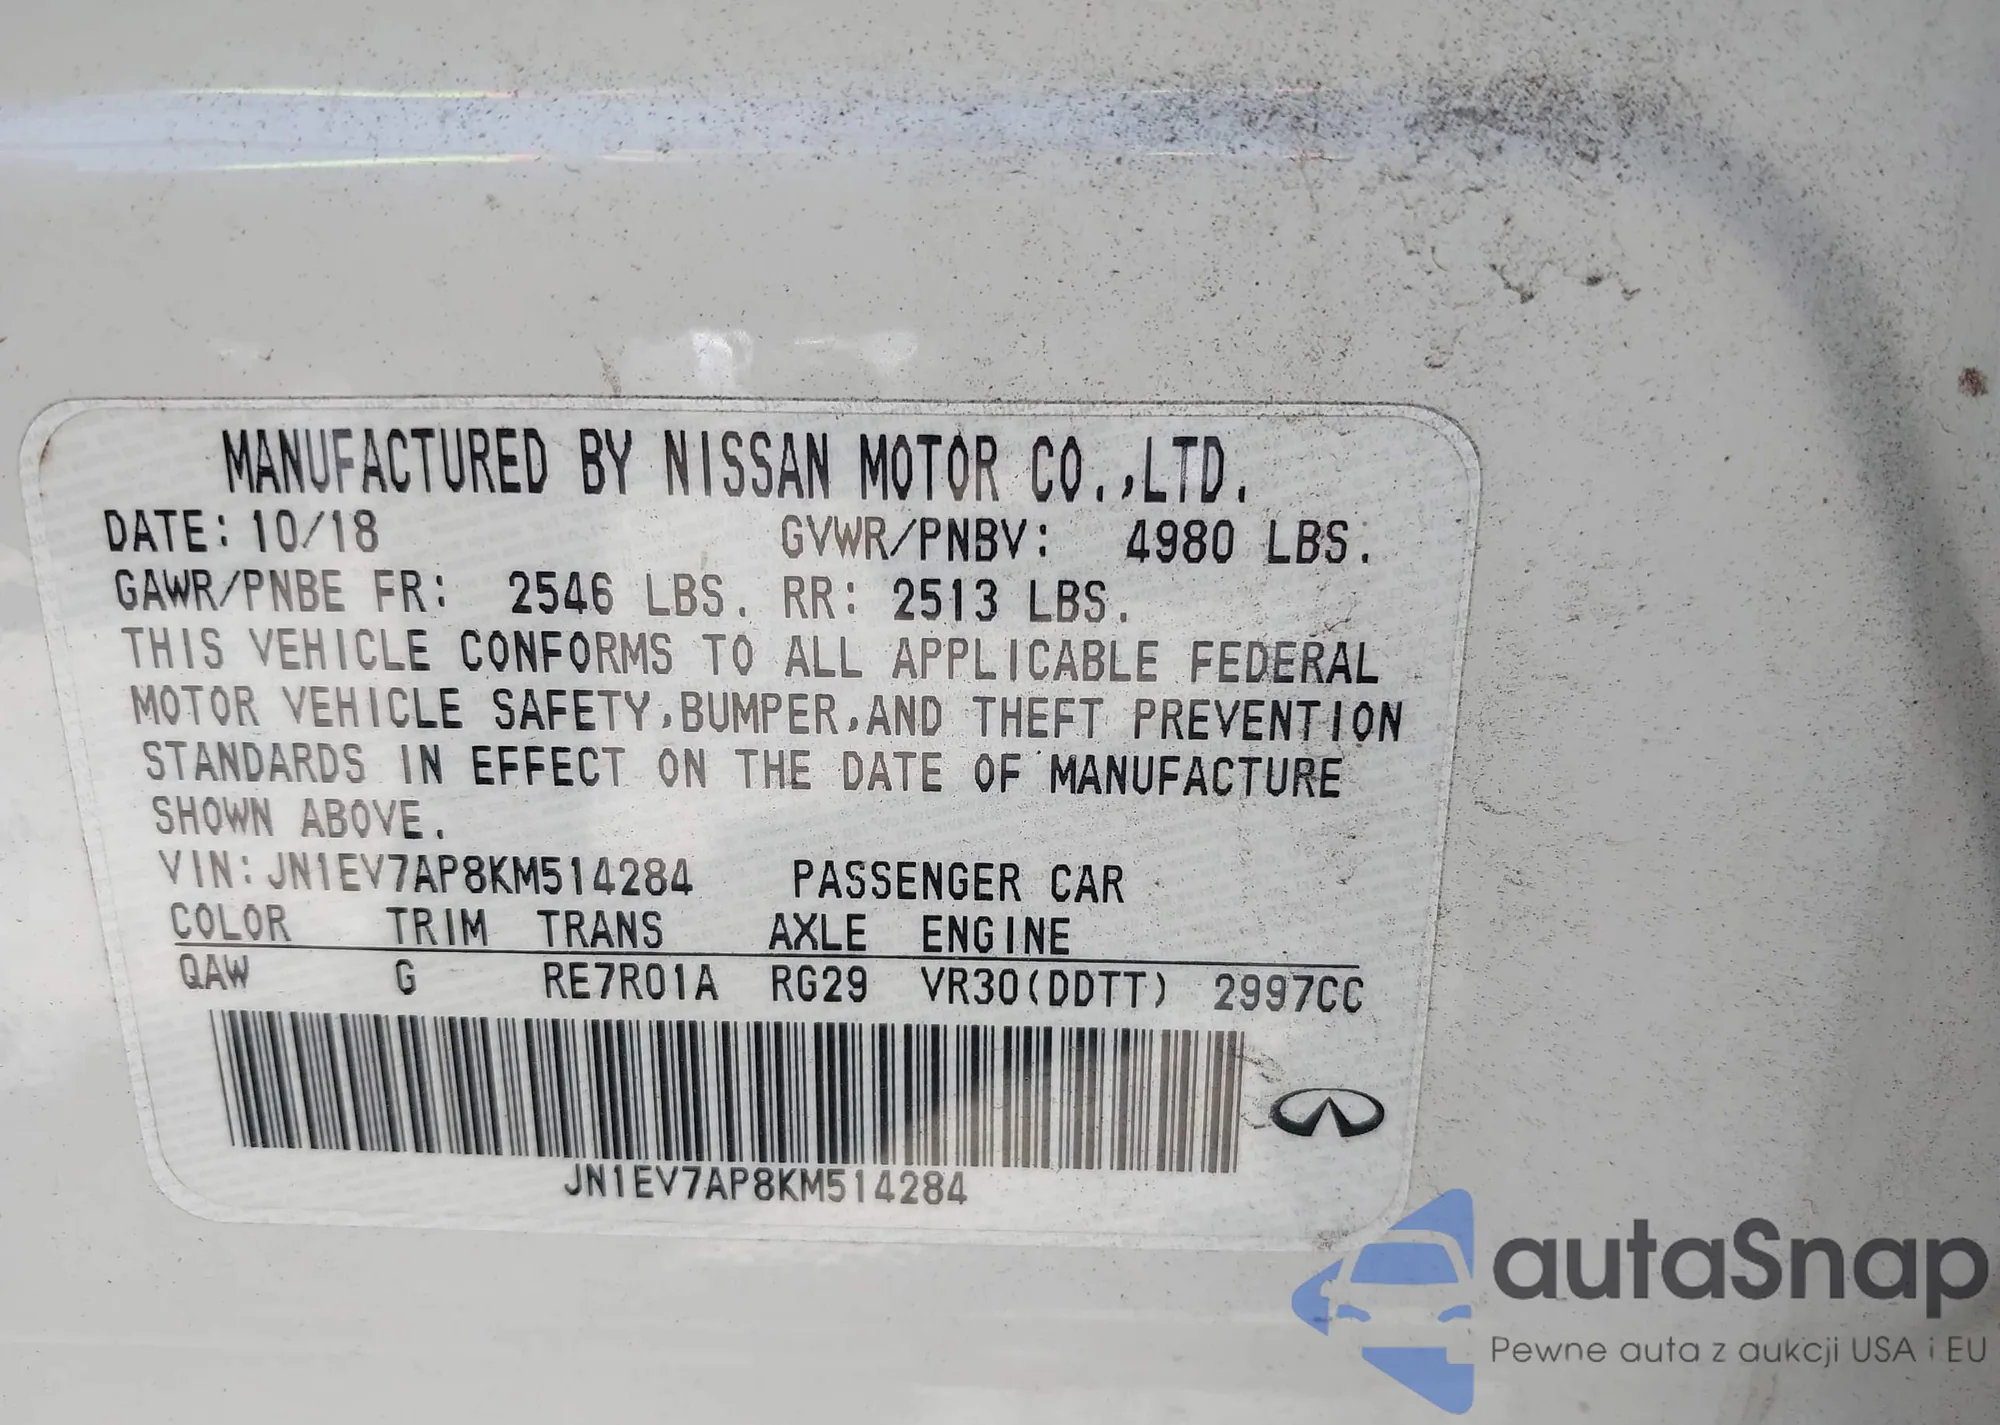 MANUFACTURED BY NISSAN MOTOR CO.,LTD.
DATE: 10/18 GVWR/PNBV: 4980 LBS.
GAWR/PNBE FR: 2546 LBS. RR: 2513 LBS.
THIS VEHICLE CONFORMS TO ALL APPLICABLE FEDERAL
MOTOR VEHICLE SAFETY,BUMPER,AND THEFT PREVENTION
STANDARDS IN EFFECT ON THE DATE OF MANUFACTURE
SHOWN ABOVE.
VIN: JN1EV7AP8KM514284 PASSENGER CAR
COLOR TRIM TRANS AXLE ENGINE
QAW G RE7R01A RG29 VR30(DDTT) 2997CC
JN1EV7AP8KM514284
autaSnap
Pewne auta z aukcji USA i EU